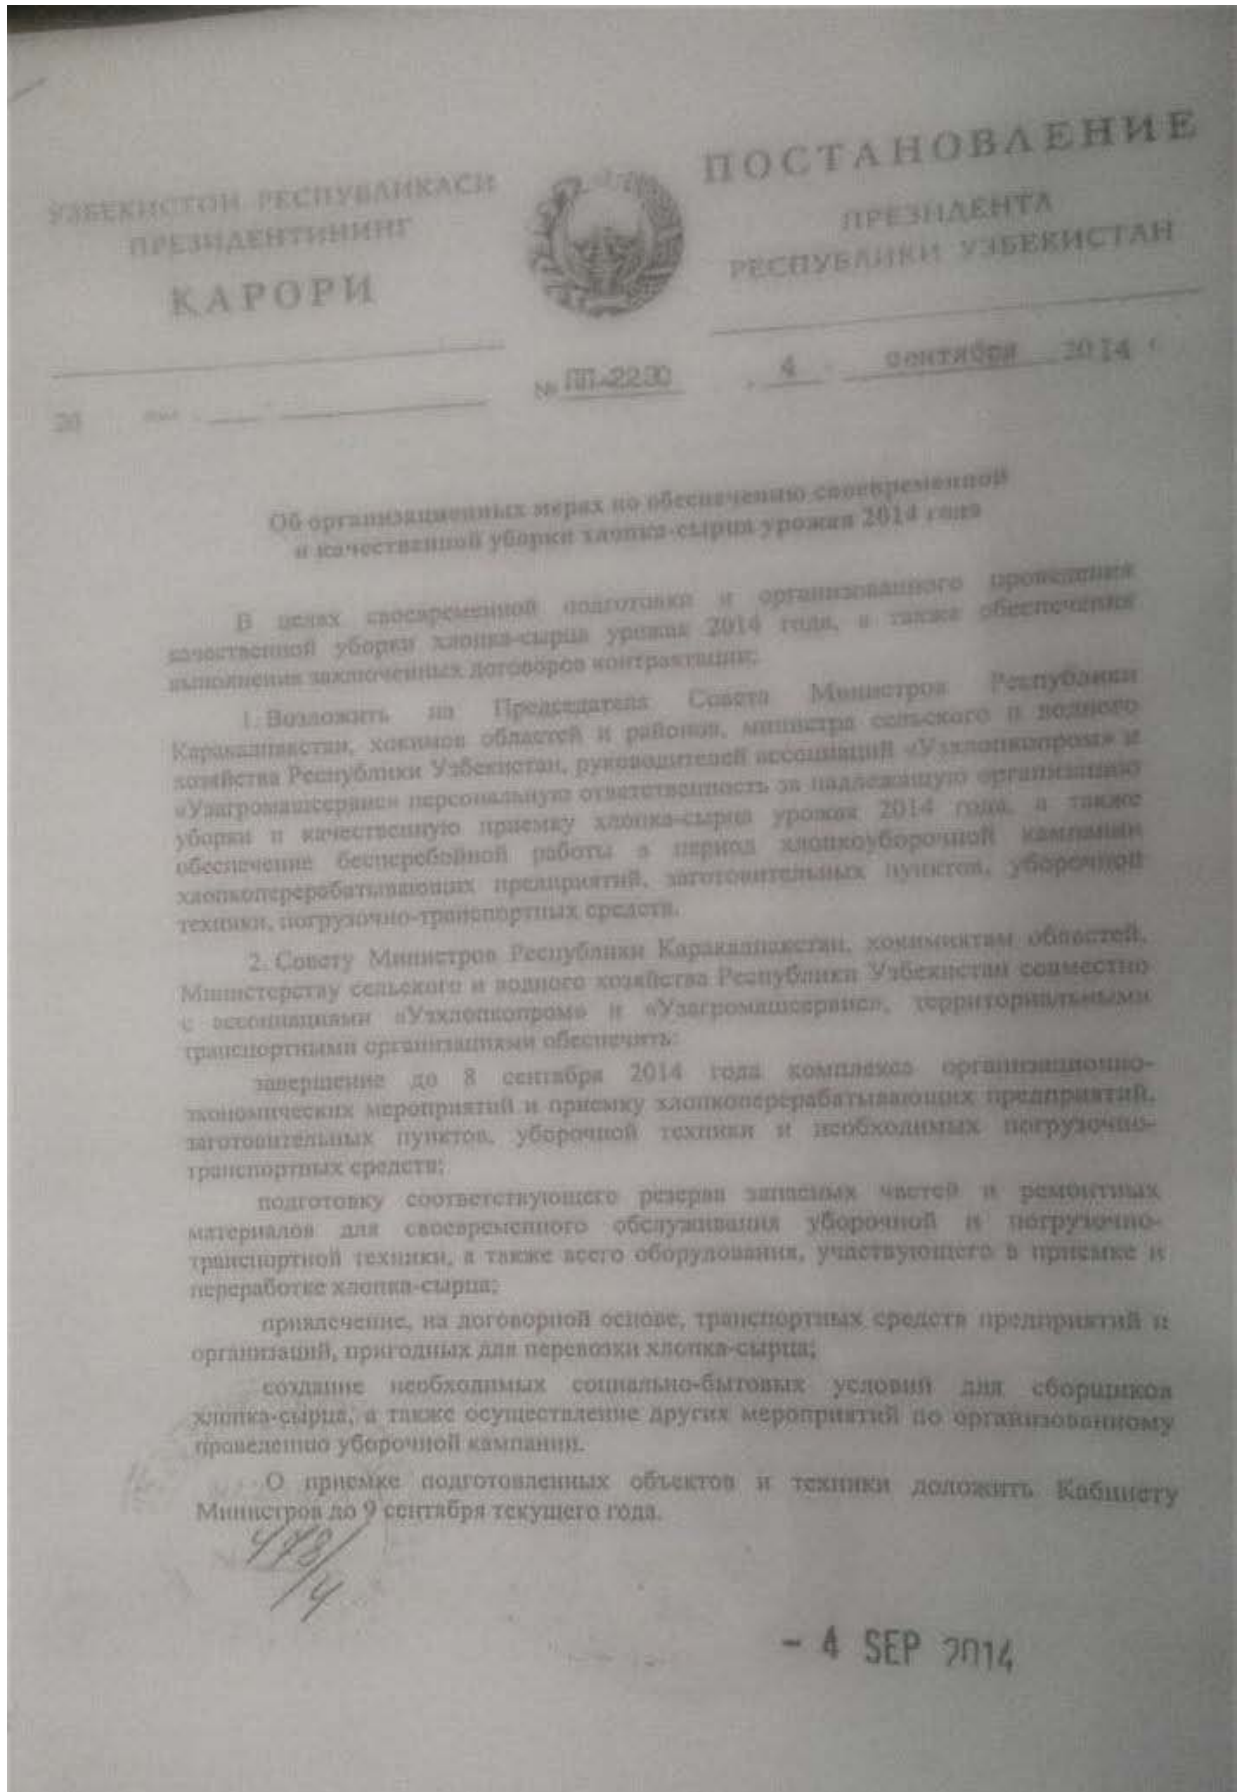 ЎЗБЕКИСТОН РЕСПУБЛИКАСИ
ПРЕЗИДЕНТИНИНГ
ҚАРОРИ
ПОСТАНОВЛЕНИЕ
ПРЕЗИДЕНТА
РЕСПУБЛИКИ УЗБЕКИСТАН
20
№ ПП-2230
" 4 " сентября 2014 г.
Об организационных мерах по обеспечению своевременной
и качественной уборки хлопка-сырца урожая 2014 года
В целях своевременной подготовки и организованного проведения
качественной уборки хлопка-сырца урожая 2014 года, а также обеспечения
выполнения заключенных договоров контрактации:
1. Возложить на Председателя Совета Министров Республики
Каракалпакстан, хокимов областей и районов, министра сельского и водного
хозяйства Республики Узбекистан, руководителей ассоциаций «Узхлопкопром» и
«Узагромашсервис» персональную ответственность за надлежащую организацию
уборки и качественную приемку хлопка-сырца урожая 2014 года, а также
обеспечение бесперебойной работы в период хлопкоуборочной кампании
хлопкоперерабатывающих предприятий, заготовительных пунктов, уборочной
техники, погрузочно-транспортных средств.
2. Совету Министров Республики Каракалпакстан, хокимиятам областей,
Министерству сельского и водного хозяйства Республики Узбекистан совместно
с ассоциациями «Узхлопкопром» и «Узагромашсервис», территориальными
транспортными организациями обеспечить:
завершение до 8 сентября 2014 года комплекса организационно-
экономических мероприятий и приемку хлопкоперерабатывающих предприятий,
заготовительных пунктов, уборочной техники и необходимых погрузочно-
транспортных средств;
подготовку соответствующего резерва запасных частей и ремонтных
материалов для своевременного обслуживания уборочной и погрузочно-
транспортной техники, а также всего оборудования, участвующего в приемке и
переработке хлопка-сырца;
привлечение, на договорной основе, транспортных средств предприятий и
организаций, пригодных для перевозки хлопка-сырца;
создание необходимых социально-бытовых условий для сборщиков
хлопка-сырца, а также осуществление других мероприятий по организованному
проведению уборочной кампании.
О приемке подготовленных объектов и техники доложить Кабинету
Министров до 9 сентября текущего года.
478/4
- 4 SEP 2014